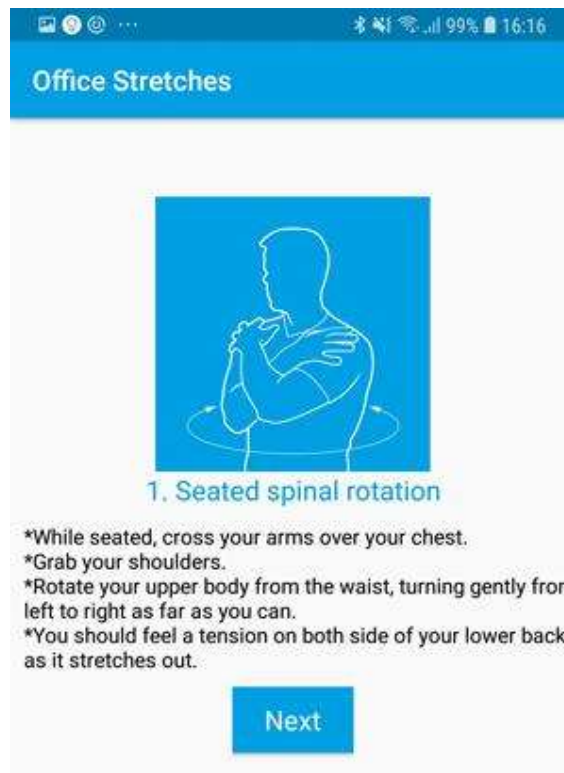 99% 16:16
Office Stretches
1. Seated spinal rotation
*While seated, cross your arms over your chest.
*Grab your shoulders.
*Rotate your upper body from the waist, turning gently fror
left to right as far as you can.
*You should feel a tension on both side of your lower back
as it stretches out.
Next